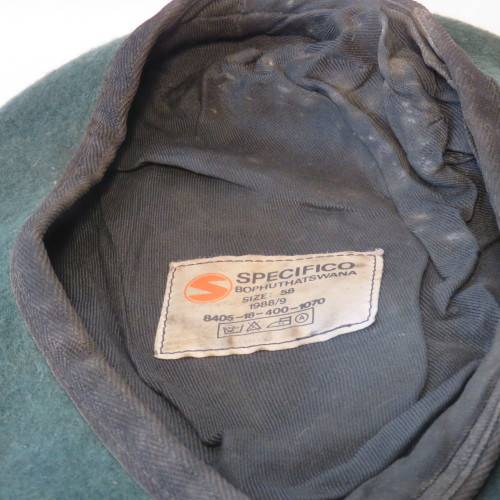 S SPECIFICO
BOPHUTHATSWANA
SIZE: 58
1988/9
8405-18-400-1070
A